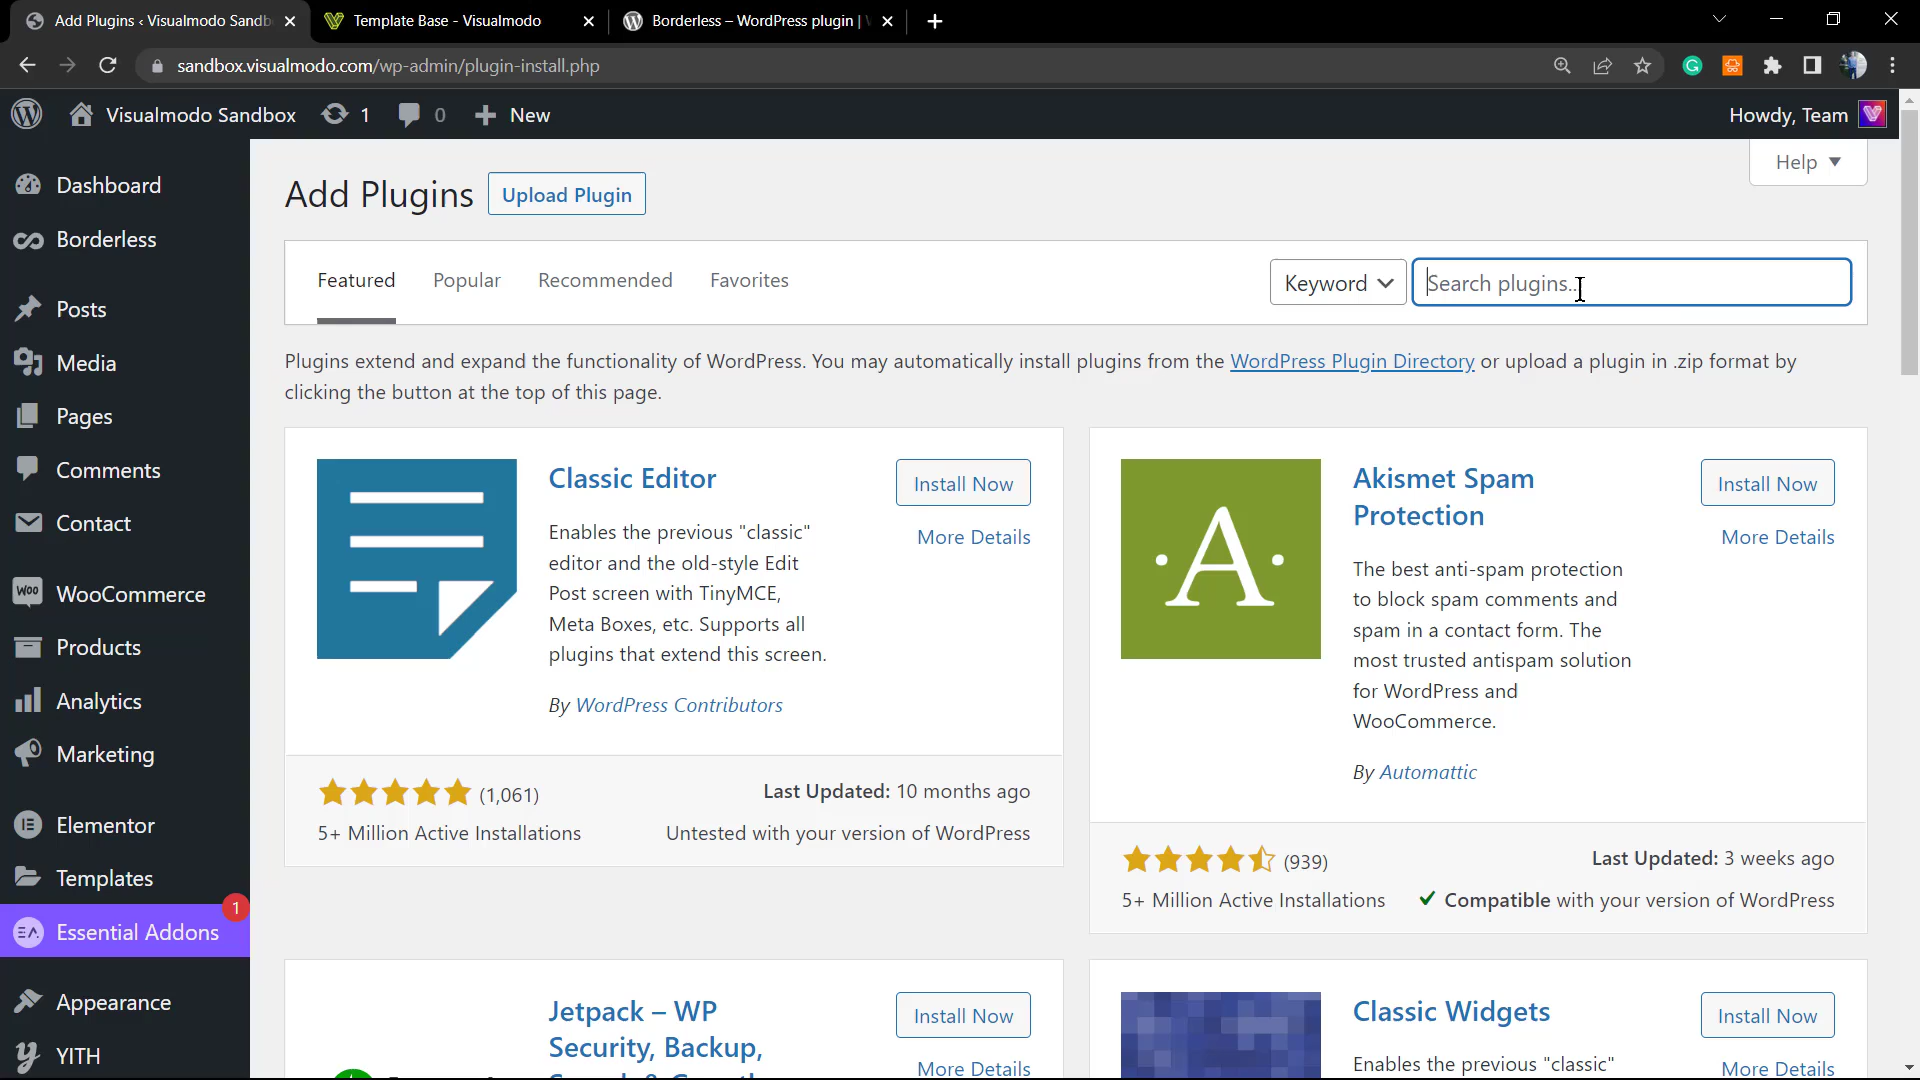 Add Plugins ‹ Visualmodo Sandb
Template Base - Visualmodo
Borderless – WordPress plugin |
sandbox.visualmodo.com/wp-admin/plugin-install.php
Visualmodo Sandbox
1
0
New
Howdy, Team
Dashboard
Borderless
Posts
Media
Pages
Comments
Contact
WooCommerce
Products
Analytics
Marketing
Elementor
Templates
Essential Addons
1
Appearance
YITH
Help
Add Plugins
Upload Plugin
Featured
Popular
Recommended
Favorites
Keyword
Search plugins...
Plugins extend and expand the functionality of WordPress. You may automatically install plugins from the WordPress Plugin Directory or upload a plugin in .zip format by
clicking the button at the top of this page.
Classic Editor
Install Now
More Details
Enables the previous "classic"
editor and the old-style Edit
Post screen with TinyMCE,
Meta Boxes, etc. Supports all
plugins that extend this screen.
By WordPress Contributors
(1,061)
Last Updated: 10 months ago
5+ Million Active Installations
Untested with your version of WordPress
A
Akismet Spam
Protection
Install Now
More Details
The best anti-spam protection
to block spam comments and
spam in a contact form. The
most trusted antispam solution
for WordPress and
WooCommerce.
By Automattic
(939)
Last Updated: 3 weeks ago
5+ Million Active Installations
Compatible with your version of WordPress
Jetpack – WP
Security, Backup,
Install Now
More Details
Classic Widgets
Install Now
More Details
Enables the previous "classic"